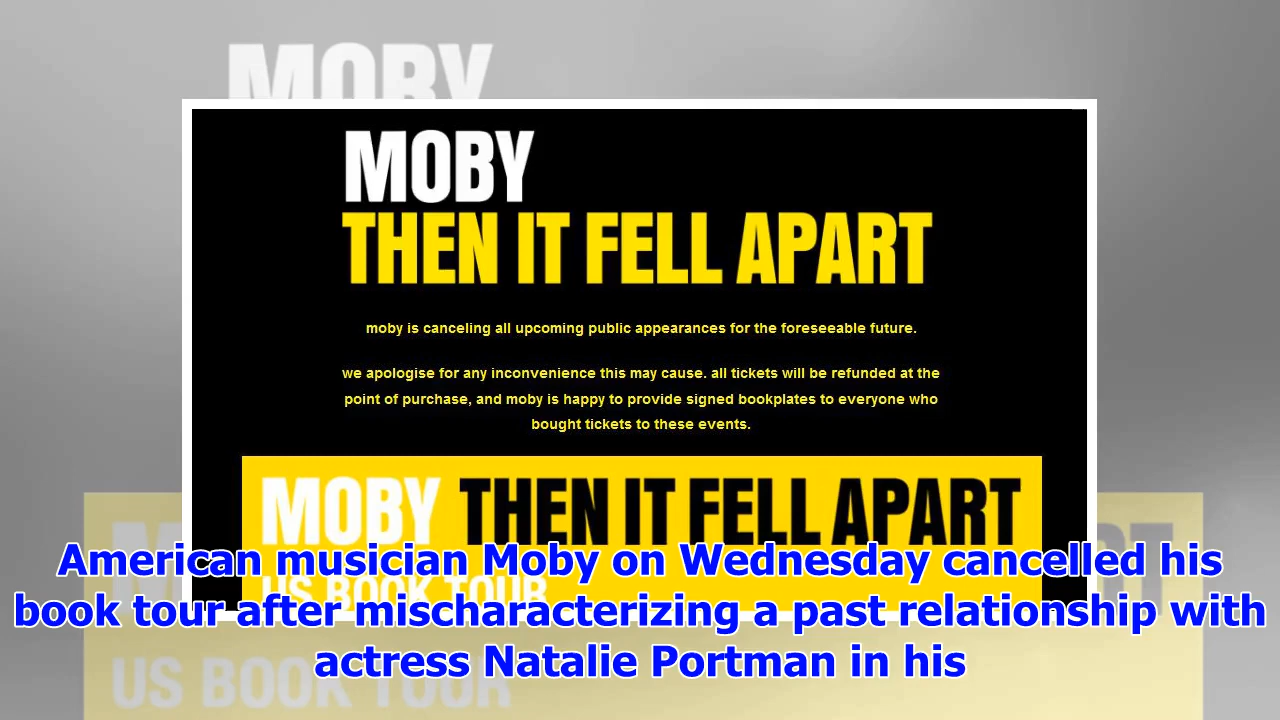 MOBY
MOBY
THEN IT FELL APART
moby is canceling all upcoming public appearances for the foreseeable future.
we apologise for any inconvenience this may cause. all tickets will be refunded at the
point of purchase, and moby is happy to provide signed bookplates to everyone who
bought tickets to these events.
MOBY THEN IT FELL APART
US BOOK TOUR
American musician Moby on Wednesday cancelled his
book tour after mischaracterizing a past relationship with
actress Natalie Portman in his
US BOOK TOUR